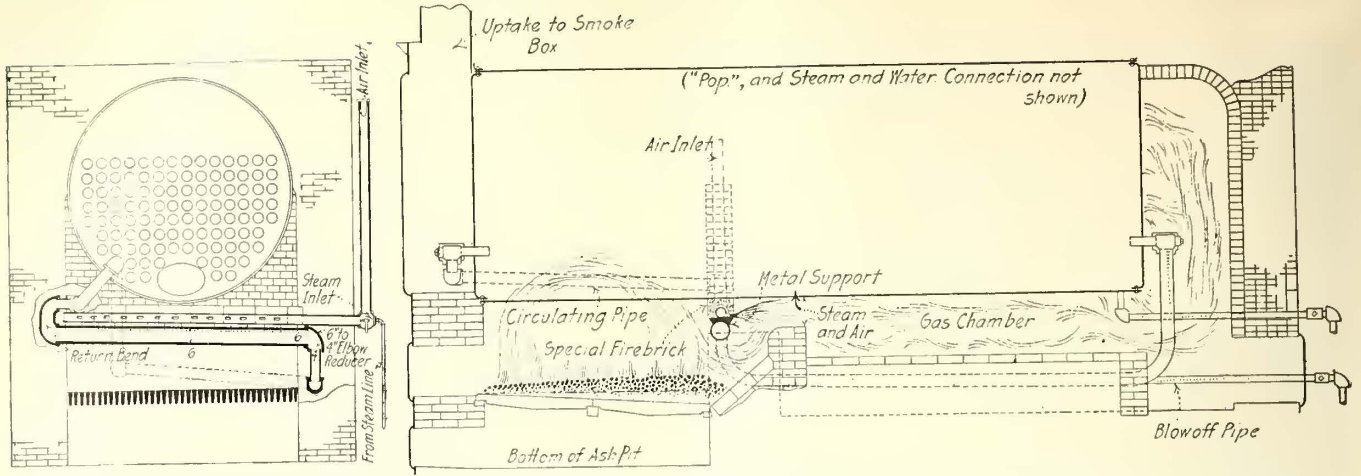 Air Inlet
Steam
Inlet
Return Bend
6
6
6" to
4" Elbow
Reducer
From Steam Line
Uptake to Smoke
Box
("Pop", and Steam and Water Connection not
shown)
Air Inlet
Metal Support
Circulating Pipe
Steam
and Air
Gas Chamber
Special Firebrick
Blowoff Pipe
Bottom of Ash Pit